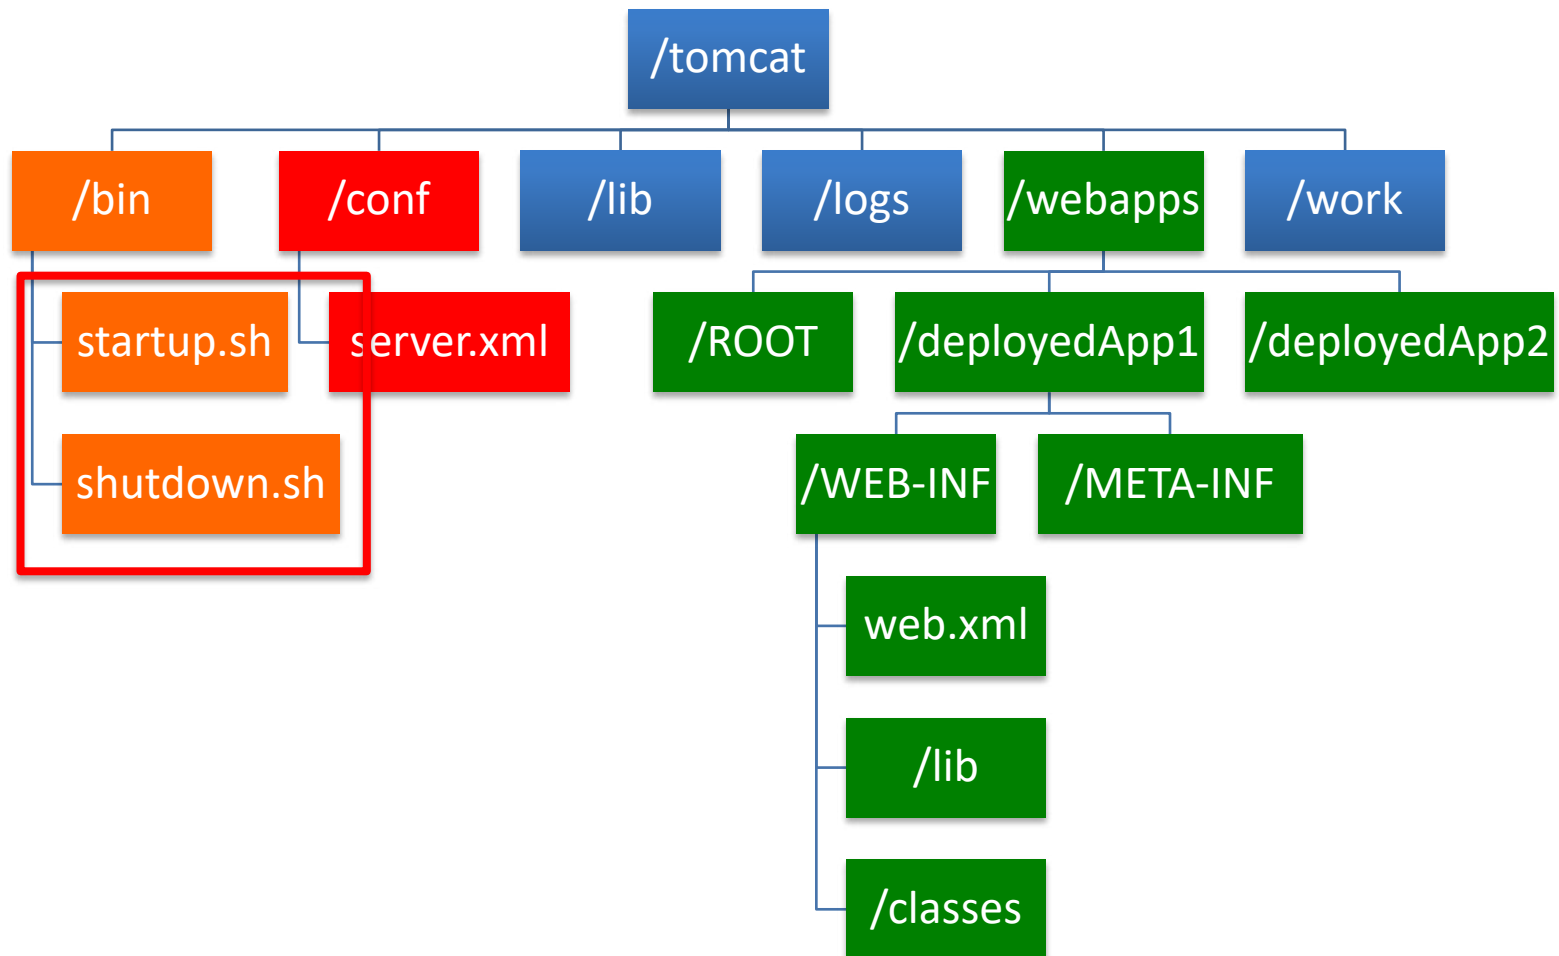 /tomcat
/bin
/conf
/lib
/logs
/webapps
/work
startup.sh
server.xml
/ROOT
/deployedApp1
/deployedApp2
shutdown.sh
/WEB-INF
/META-INF
web.xml
/lib
/classes